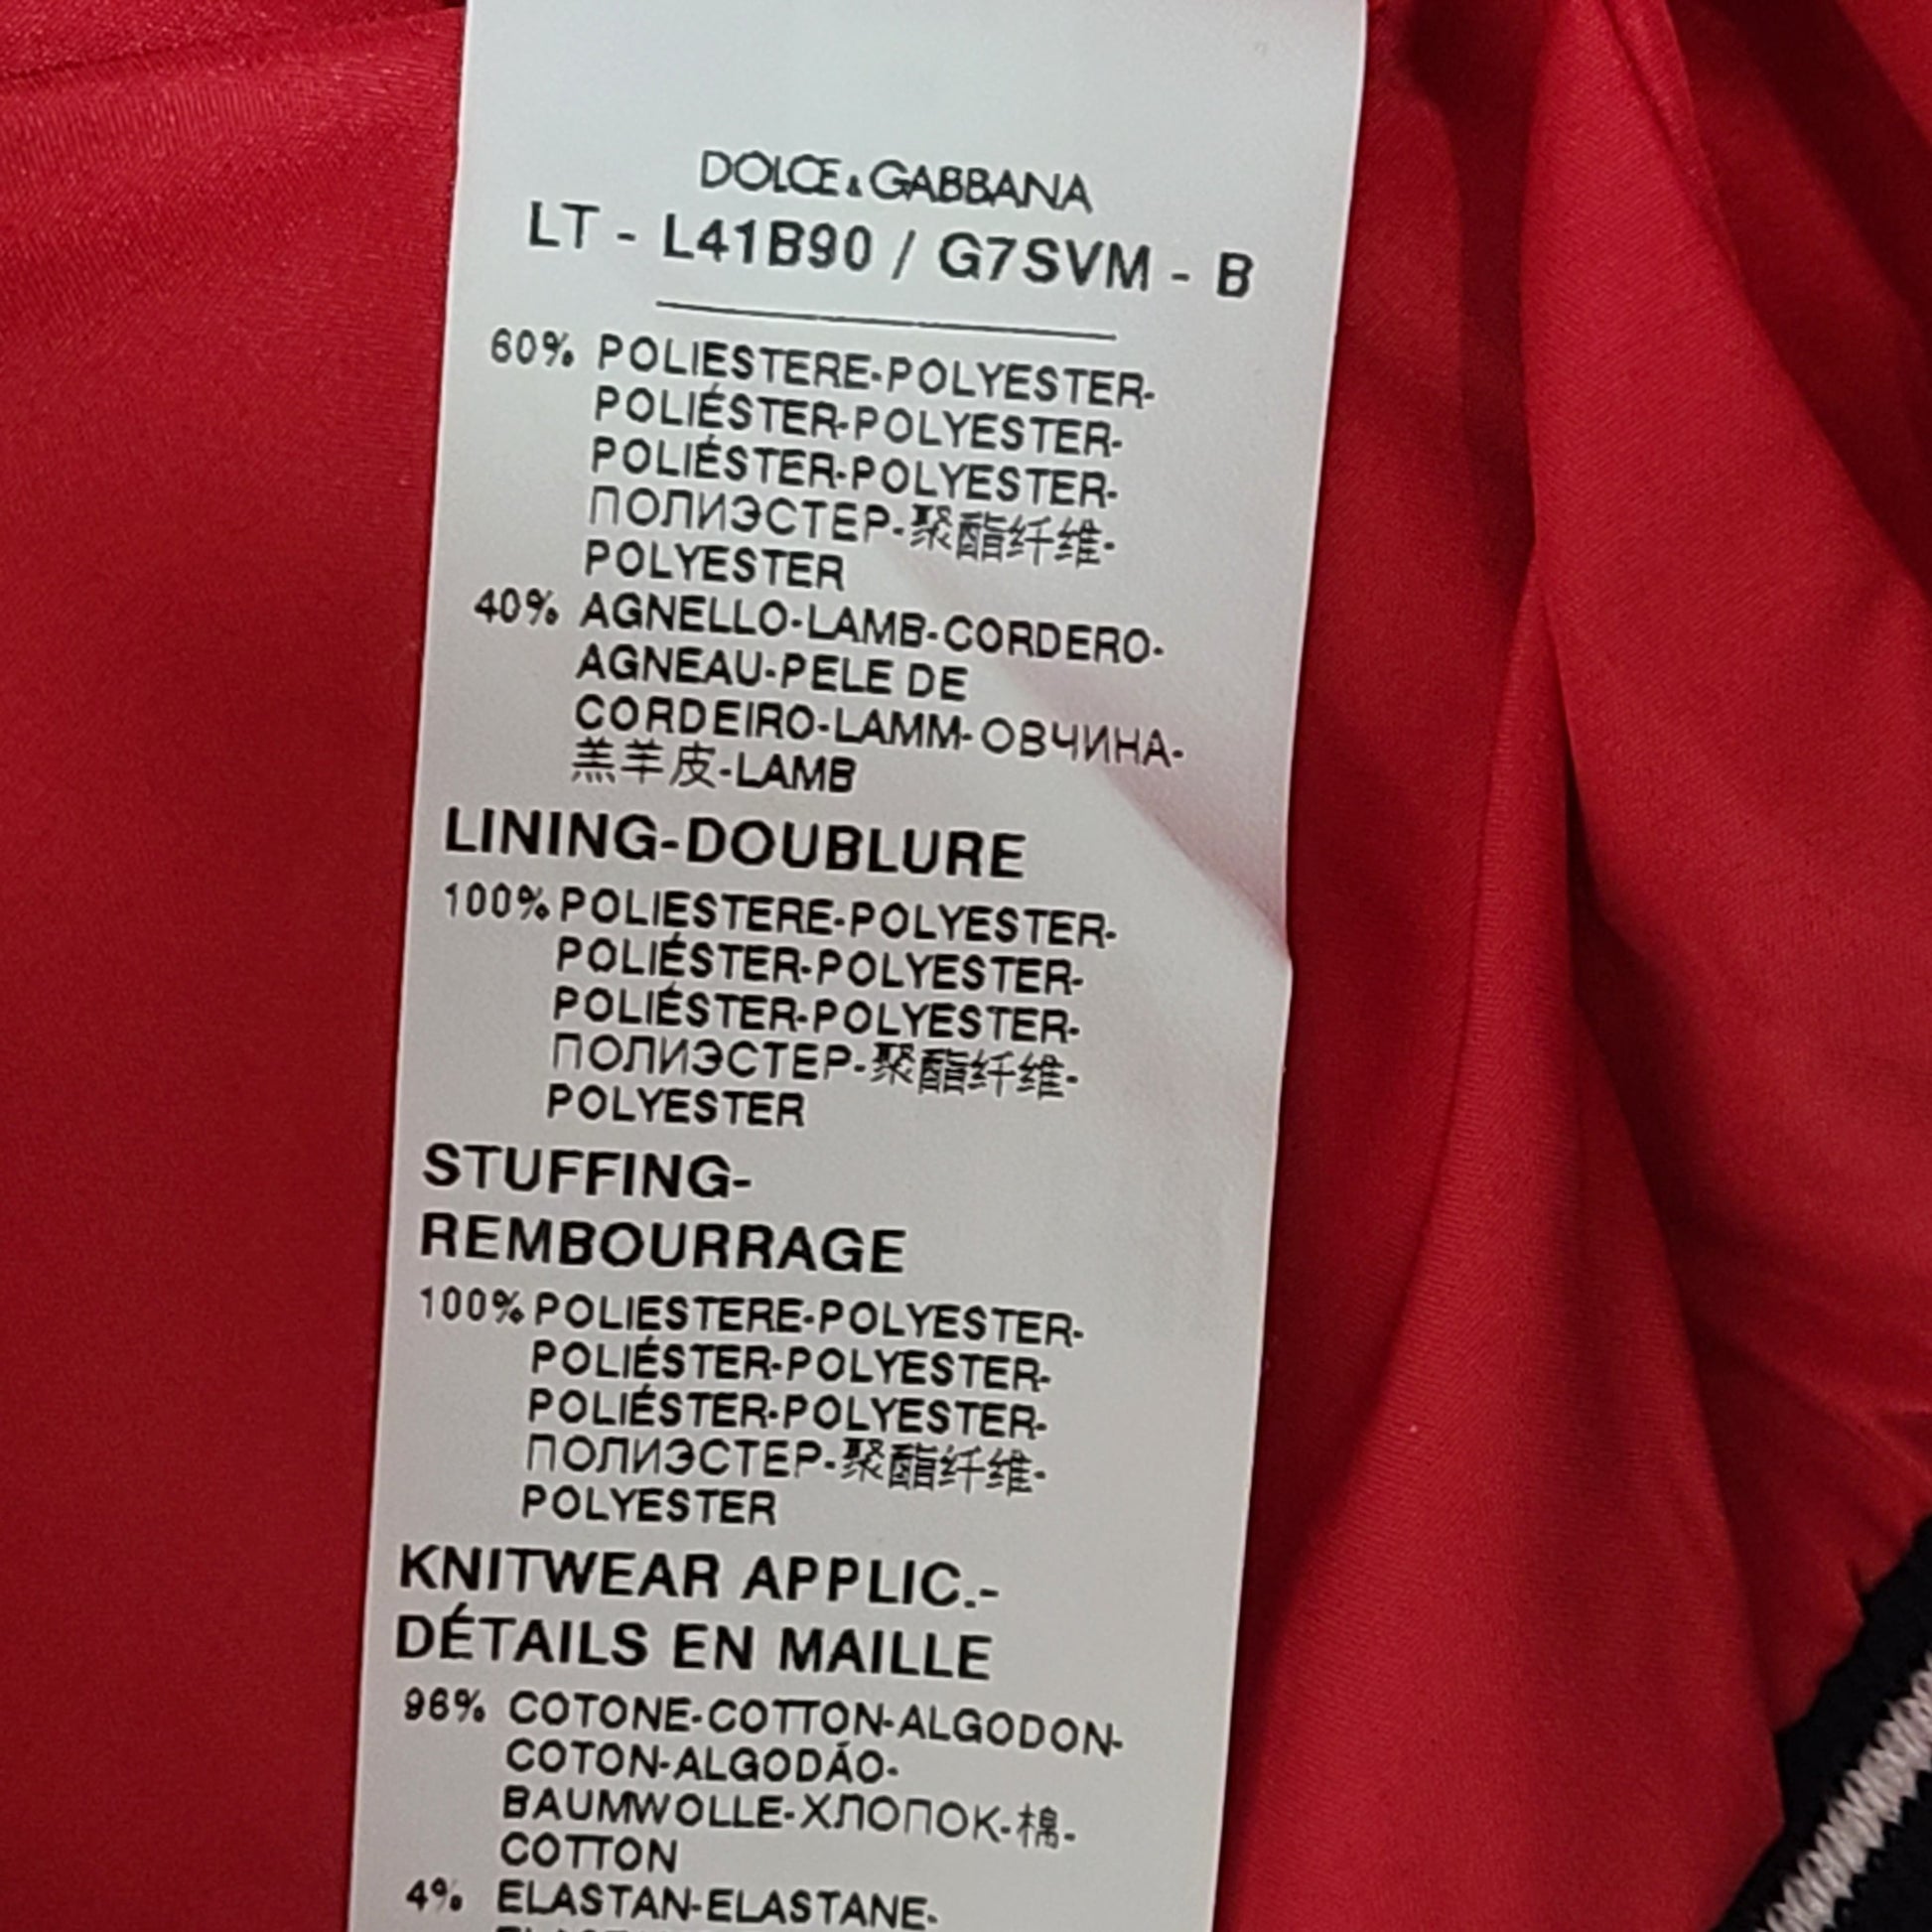 DOLCE & GABBANA
LT - L41B90 / G7SVM - B
60% POLIESTERE-POLYESTER-
POLIÉSTER-POLYESTER-
POLIÉSTER-POLYESTER-
ПОЛИЭСТЕР-聚酯纤维-
POLYESTER
40% AGNELLO-LAMB-CORDERO-
AGNEAU-PELE DE
CORDEIRO-LAMM-ОВЧИНА-
羔羊皮-LAMB
LINING-DOUBLURE
100% POLIESTERE-POLYESTER-
POLIÉSTER-POLYESTER-
POLIÉSTER-POLYESTER-
ПОЛИЭСТЕР-聚酯纤维-
POLYESTER
STUFFING-
REMBOURRAGE
100% POLIESTERE-POLYESTER-
POLIÉSTER-POLYESTER-
POLIÉSTER-POLYESTER-
ПОЛИЭСТЕР-聚酯纤维-
POLYESTER
KNITWEAR APPLIC.-
DÉTAILS EN MAILLE
96% COTONE-COTTON-ALGODON-
COTON-ALGODÃO-
BAUMWOLLE-ХЛОПОК-棉-
COTTON
4% ELASTAN-ELASTANE-